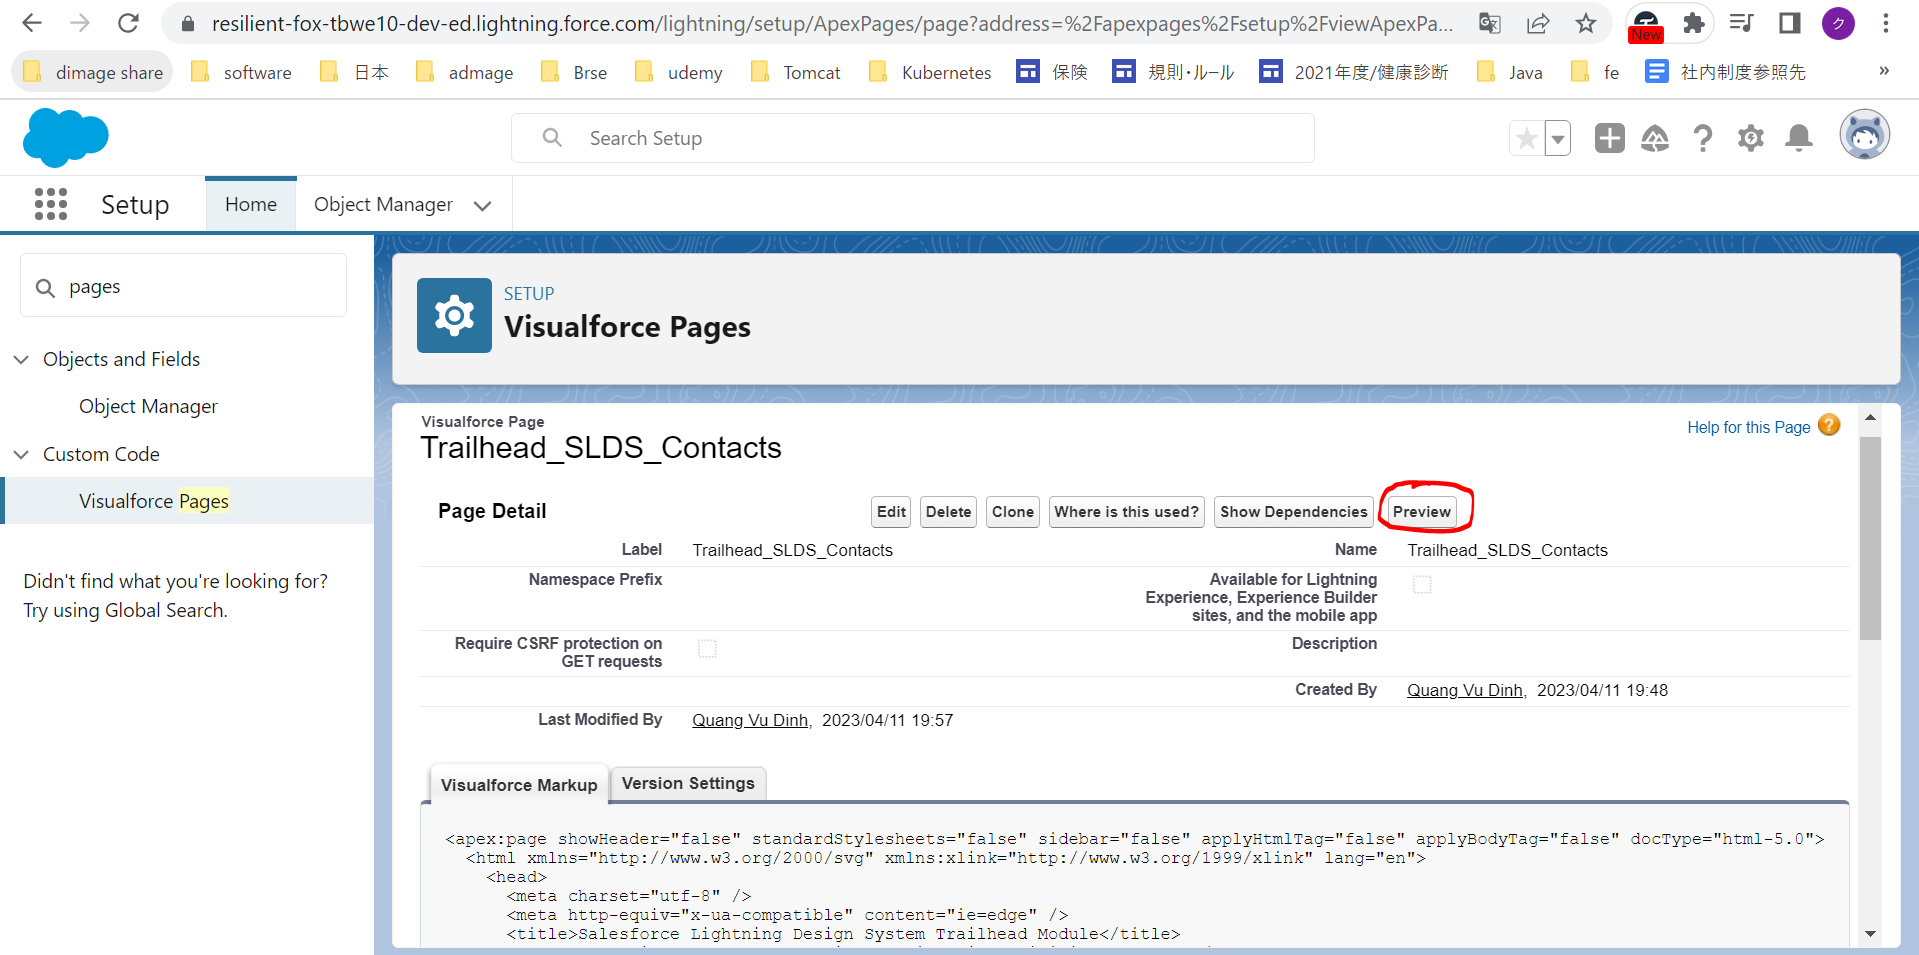 resilient-fox-tbwe10-dev-ed.lightning.force.com/lightning/setup/ApexPages/page?address=%2Fapexpages%2Fsetup%2FviewApexPa...
New
ク
dimage share software 日本 admage Brse udemy Tomcat Kubernetes 保険 規則・ルール 2021年度/健康診断 Java fe 社内制度参照先 »
Search Setup
Setup Home Object Manager
pages
Objects and Fields
Object Manager
Custom Code
Visualforce Pages
Didn't find what you're looking for?
Try using Global Search.
SETUP
Visualforce Pages
Visualforce Page
Trailhead_SLDS_Contacts
Help for this Page ?
Page Detail Edit Delete Clone Where is this used? Show Dependencies Preview
Label Trailhead_SLDS_Contacts Name Trailhead_SLDS_Contacts
Namespace Prefix
Available for Lightning
Experience, Experience Builder
sites, and the mobile app
Require CSRF protection on
GET requests
Description
Created By Quang Vu Dinh, 2023/04/11 19:48
Last Modified By Quang Vu Dinh, 2023/04/11 19:57
Visualforce Markup Version Settings
<apex:page showHeader="false" standardStylesheets="false" sidebar="false" applyHtmlTag="false" applyBodyTag="false" docType="html-5.0">
<html xmlns="http://www.w3.org/2000/svg" xmlns:xlink="http://www.w3.org/1999/xlink" lang="en">
<head>
<meta charset="utf-8" />
<meta http-equiv="x-ua-compatible" content="ie=edge" />
<title>Salesforce Lightning Design System Trailhead Module</title>